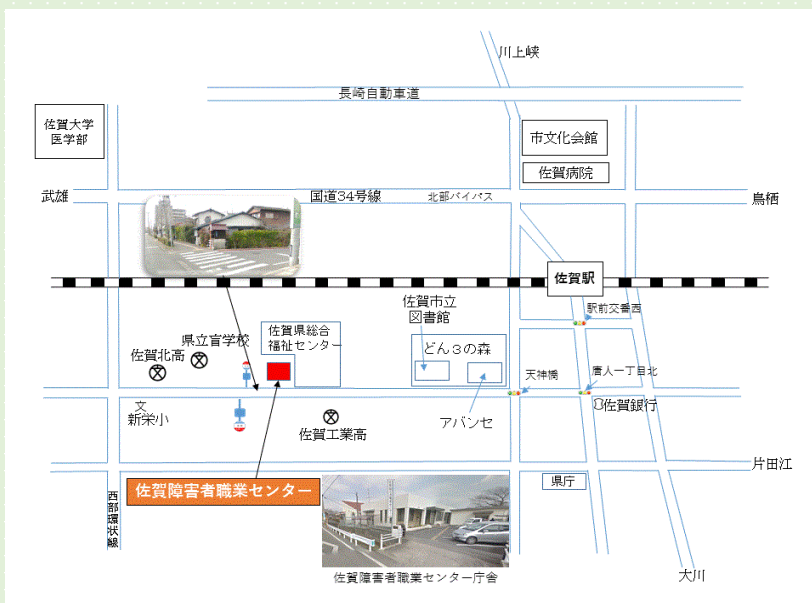 川上峡
長崎自動車道
佐賀大学
医学部
市文化会館
佐賀病院
武雄
国道34号線
北部バイパス
鳥栖
佐賀駅
佐賀市立
図書館
駅前交番西
県立盲学校
佐賀県総合
福祉センター
佐賀北高
どん3の森
天神橋
唐人一丁目北
文
新栄小
佐賀工業高
アバンセ
佐賀銀行
片田江
佐賀障害者職業センター
県庁
西部環状線
佐賀障害者職業センター庁舎
大川